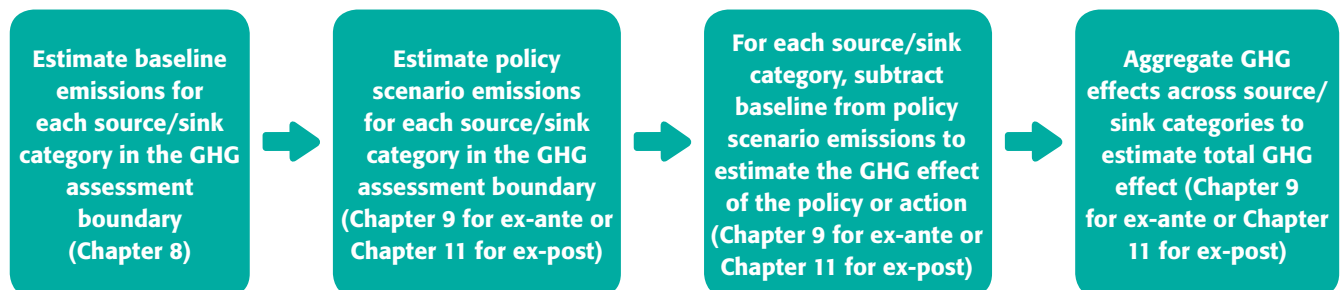 Estimate baseline
emissions for
each source/sink
category in the GHG
assessment
boundary
(Chapter 8)
Estimate policy
scenario emissions
for each source/sink
category in the GHG
assessment boundary
(Chapter 9 for ex-ante or
Chapter 11 for ex-post)
For each source/sink
category, subtract
baseline from policy
scenario emissions to
estimate the GHG effect
of the policy or action
(Chapter 9 for ex-ante or
Chapter 11 for ex-post)
Aggregate GHG
effects across source/
sink categories to
estimate total GHG
effect (Chapter 9
for ex-ante or Chapter
11 for ex-post)